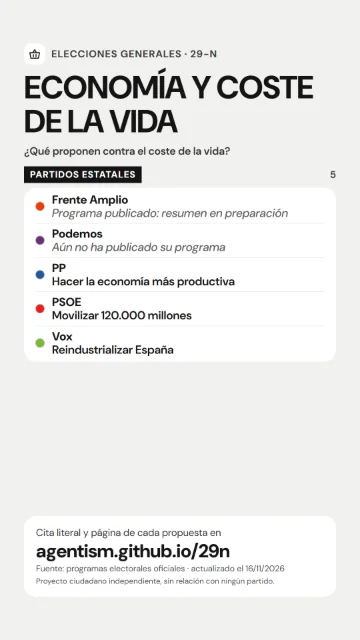 ELECCIONES GENERALES · 29-N
ECONOMÍA Y COSTE
DE LA VIDA
¿Qué proponen contra el coste de la vida?
PARTIDOS ESTATALES 5
Frente Amplio
Programa publicado: resumen en preparación
Podemos
Aún no ha publicado su programa
PP
Hacer la economía más productiva
PSOE
Movilizar 120.000 millones
Vox
Reindustrializar España
Cita literal y página de cada propuesta en
agentism.github.io/29n
Fuente: programas electorales oficiales · actualizado el 16/11/2026
Proyecto ciudadano independiente, sin relación con ningún partido.